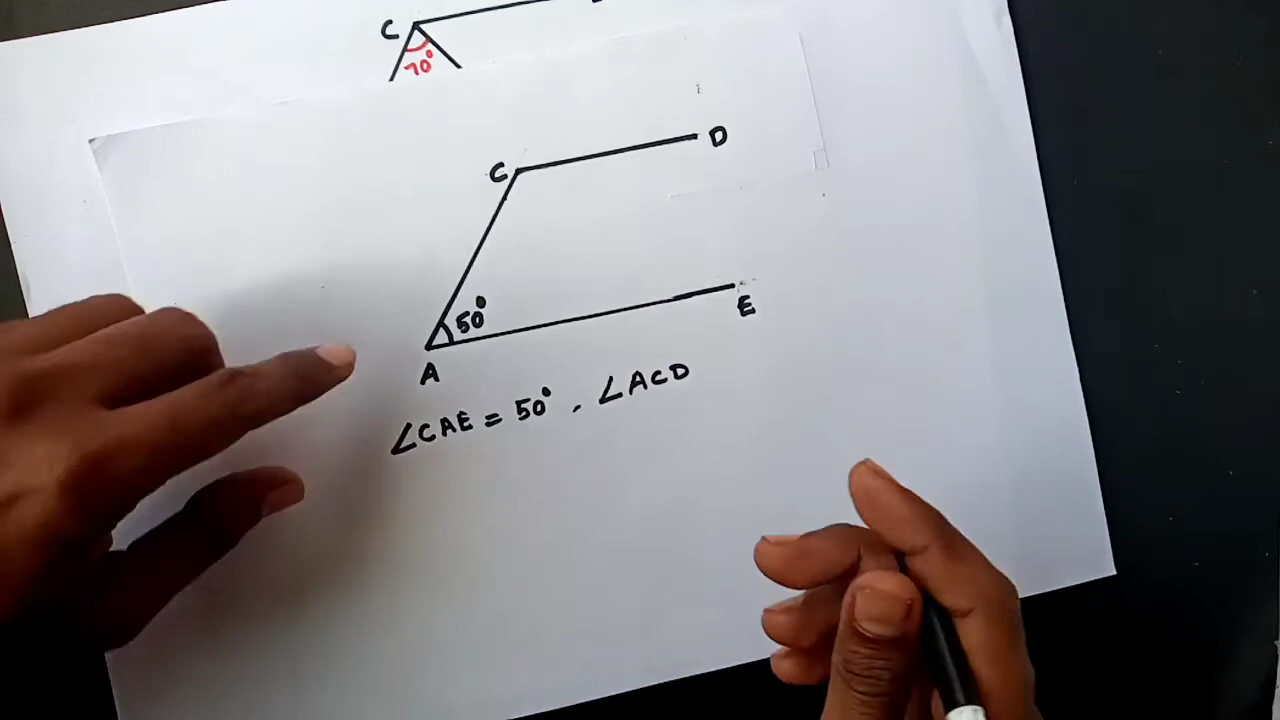 C
70°
C D
50°
E
A
∠CAE = 50° . ∠ACD